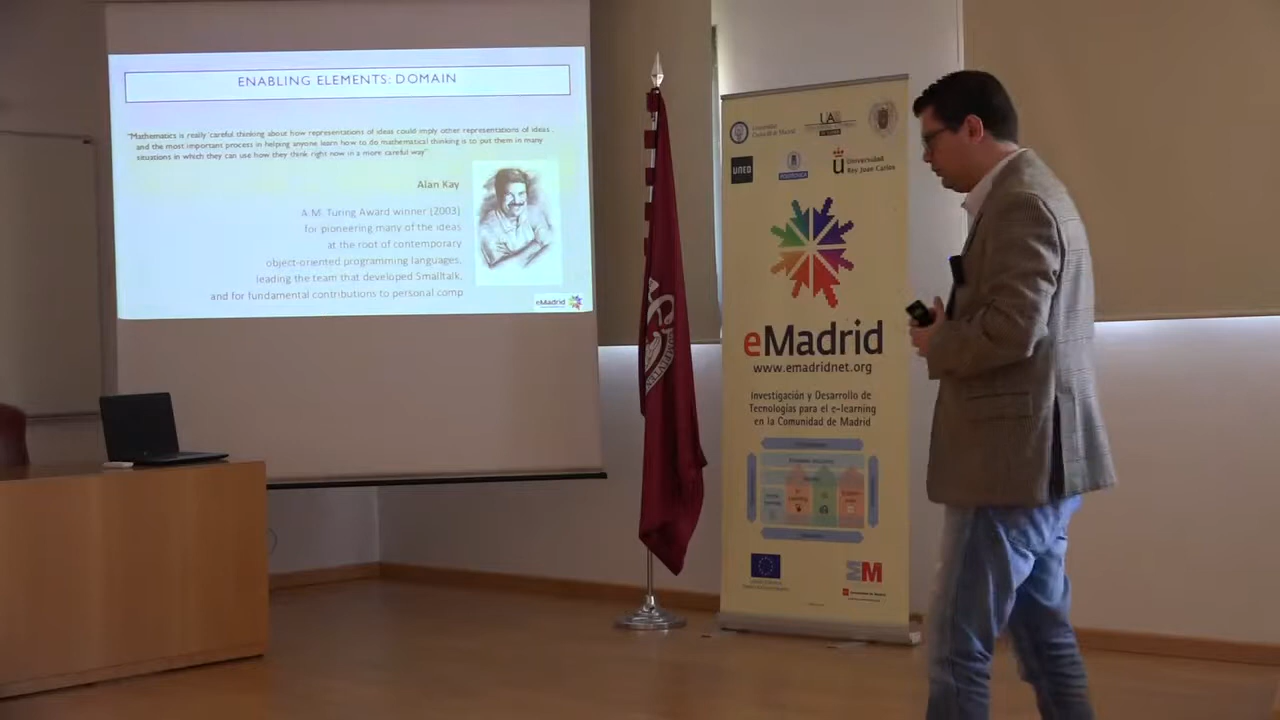 ENABLING ELEMENTS: DOMAIN
"Mathematics is really careful thinking about how representations of ideas could imply other representations of ideas,
and the most important process in helping anyone learn how to do mathematical thinking is to put them in many
situations in which they can use how they think right now in a more careful way"
Alan Kay
A.M. Turing Award winner (2003)
for pioneering many of the ideas
at the root of contemporary
object-oriented programming languages,
leading the team that developed Smalltalk,
and for fundamental contributions to personal comp
eMadrid
UNED
Universidad
Rey Juan Carlos
eMadrid
www.emadridnet.org
Investigación y Desarrollo de
Tecnologías para el e-learning
en la Comunidad de Madrid
EM